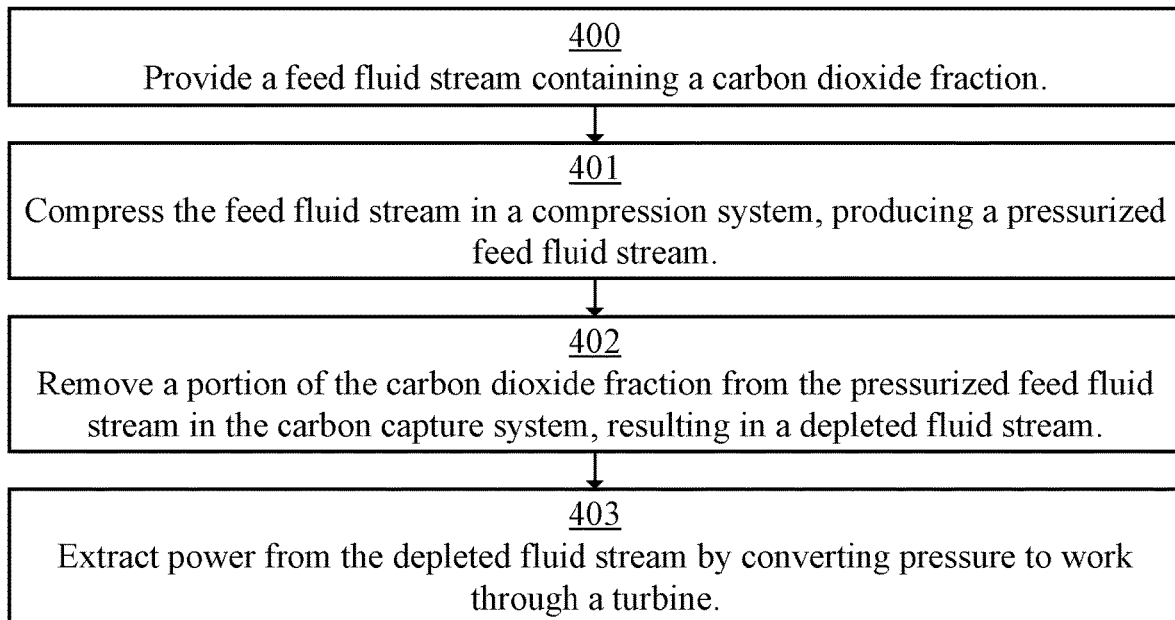 400
Provide a feed fluid stream containing a carbon dioxide fraction.
401
Compress the feed fluid stream in a compression system, producing a pressurized
feed fluid stream.
402
Remove a portion of the carbon dioxide fraction from the pressurized feed fluid
stream in the carbon capture system, resulting in a depleted fluid stream.
403
Extract power from the depleted fluid stream by converting pressure to work
through a turbine.